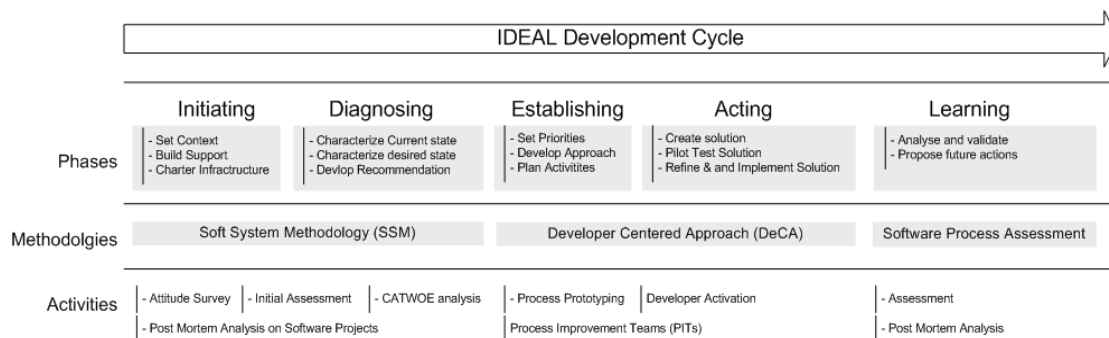 IDEAL Development Cycle
Initiating
Diagnosing
Establishing
Acting
Learning
Phases
- Set Context
- Build Support
- Charter Infractructure
- Characterize Current state
- Characterize desired state
- Devlop Recommendation
- Set Priorities
- Develop Approach
- Plan Activitites
- Create solution
- Pilot Test Solution
- Refine & and Implement Solution
- Analyse and validate
- Propose future actions
Methodolgies
Soft System Methodology (SSM)
Developer Centered Approach (DeCA)
Software Process Assessment
Activities
- Attitude Survey
- Initial Assessment
- CATWOE analysis
- Post Mortem Analysis on Software Projects
- Process Prototyping
Developer Activation
Process Improvement Teams (PITs)
- Assessment
- Post Mortem Analysis